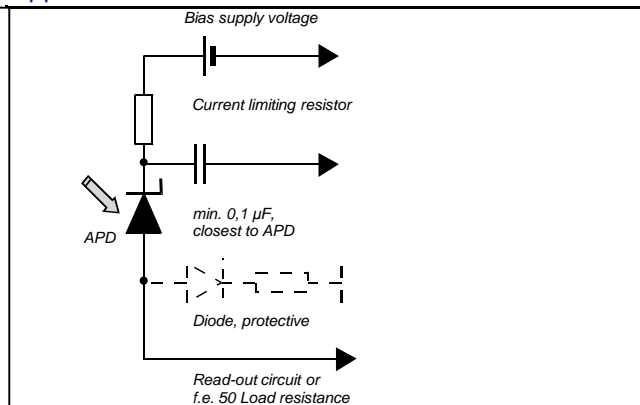 Bias supply voltage
Current limiting resistor
min. 0,1 µF,
closest to APD
APD
Diode, protective
Read-out circuit or
f.e. 50 Load resistance